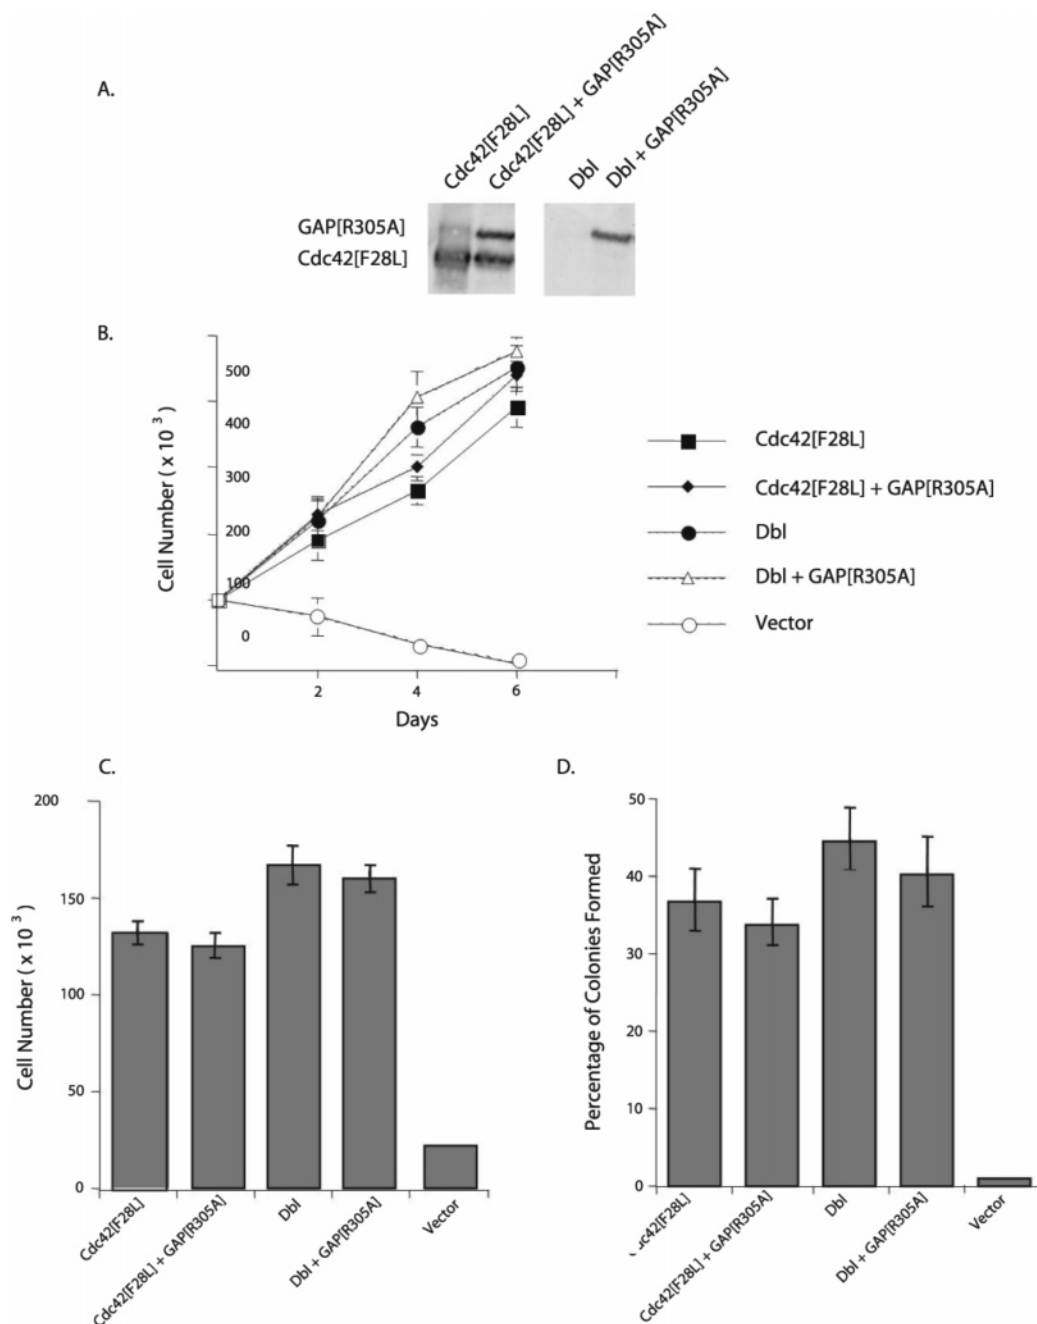 A.
Cdc42[F28L]
Cdc42[F28L] + GAP[R305A]
Dbl
Dbl + GAP[R305A]
GAP[R305A]
Cdc42[F28L]
B.
Cell Number ( x 10 3 )
500
400
300
200
100
0
2 4 6
Days
Cdc42[F28L]
Cdc42[F28L] + GAP[R305A]
Dbl
Dbl + GAP[R305A]
Vector
C.
Cell Number ( x 10 3 )
200
150
100
50
0
Cdc42[F28L]
Cdc42[F28L] + GAP[R305A]
Dbl
Dbl + GAP[R305A]
Vector
D.
Percentage of Colonies Formed
50
40
30
20
10
0
dc42[F28L]
Cdc42[F28L] + GAP[R305A]
Dbl
Dbl + GAP[R305A]
Vector